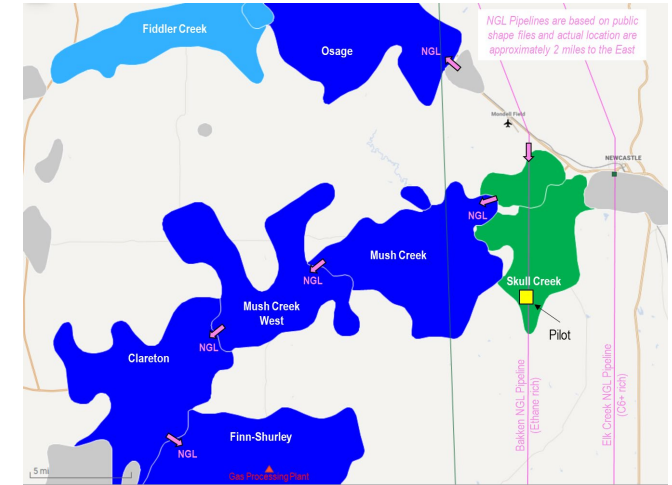 Fiddler Creek
Osage
NGL
NGL Pipelines are based on public
shape files and actual location are
approximately 2 miles to the East
Mondell Field
NEWCASTLE
NGL
Mush Creek
Skull Creek
NGL
Mush Creek
West
Pilot
NGL
Clareton
Bakken NGL Pipeline
(Ethane rich)
Elk Creek NGL Pipeline
(C6+ rich)
Finn-Shurley
NGL
Gas Processing Plant
5 mi